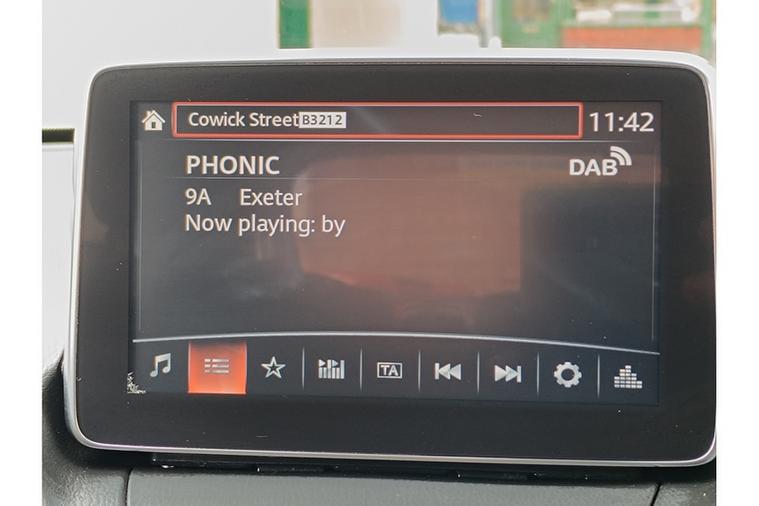 Cowick Street B3212 11:42
PHONIC DAB
9A Exeter
Now playing: by
TA